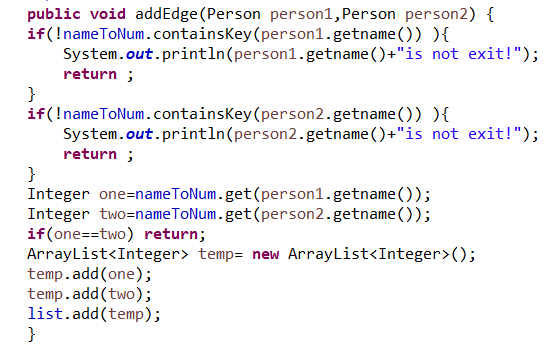 public void addEdge(Person person1,Person person2) {
if(!nameToNum.containsKey(person1.getname()) ){
    System.out.println(person1.getname()+"is not exit!");
    return ;
}
if(!nameToNum.containsKey(person2.getname()) ){
    System.out.println(person2.getname()+"is not exit!");
    return ;
}
Integer one=nameToNum.get(person1.getname());
Integer two=nameToNum.get(person2.getname());
if(one==two) return;
ArrayList<Integer> temp= new ArrayList<Integer>();
temp.add(one);
temp.add(two);
list.add(temp);
}